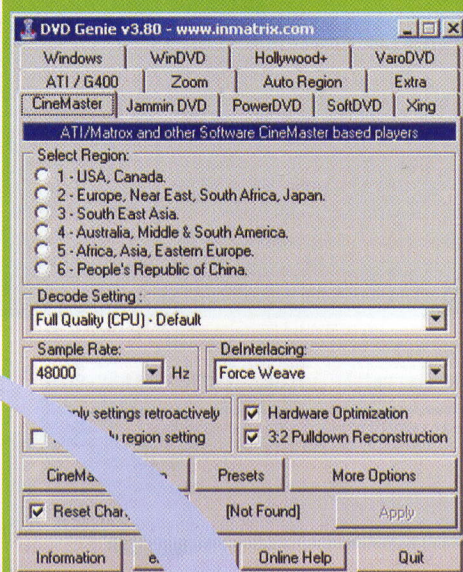 DVD Genie v3.80 - www.inmatrix.com
Windows WinDVD Hollywood+ VaroDVD
ATI / G400 Zoom Auto Region Extra
CineMaster Jammin DVD PowerDVD SoftDVD Xing
ATI/Matrox and other Software CineMaster based players
Select Region:
1 - USA, Canada.
2 - Europe, Near East, South Africa, Japan.
3 - South East Asia.
4 - Australia, Middle & South America.
5 - Africa, Asia, Eastern Europe.
6 - People's Republic of China.
Decode Setting :
Full Quality (CPU) - Default
Sample Rate: DeInterlacing:
48000 Hz Force Weave
settings retroactively Hardware Optimization
region setting 3:2 Pulldown Reconstruction
Presets More Options
Reset [Not Found] Apply
Information Online Help Quit